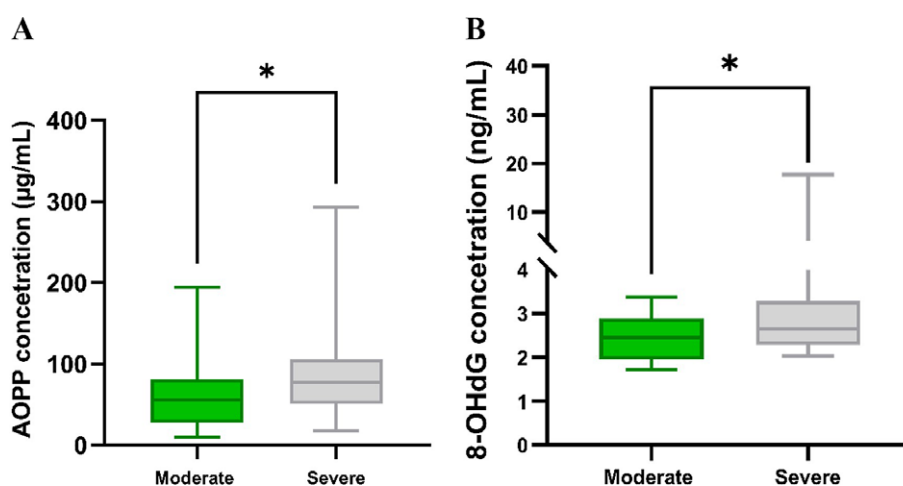 A
AOPP concetration (µg/mL)
400
300
200
100
0
*
Moderate
Severe
B
8-OHdG concetration (ng/mL)
40
30
20
10
4
3
2
1
0
*
Moderate
Severe